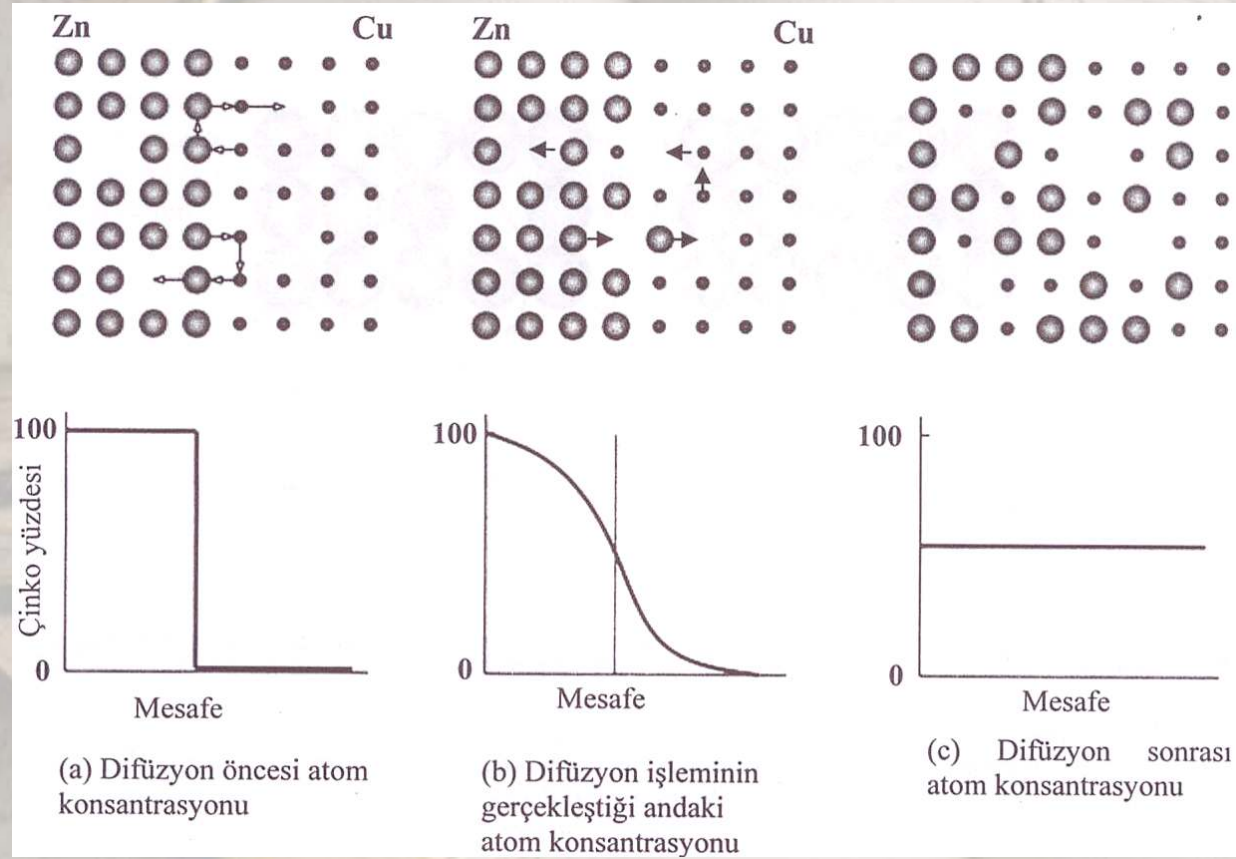 Zn Cu
Zn Cu
100
Çinko yüzdesi
0
Mesafe
100
0
Mesafe
100
0
Mesafe
(a) Difüzyon öncesi atom
konsantrasyonu
(b) Difüzyon işleminin
gerçekleştiği andaki
atom konsantrasyonu
(c) Difüzyon sonrası
atom konsantrasyonu